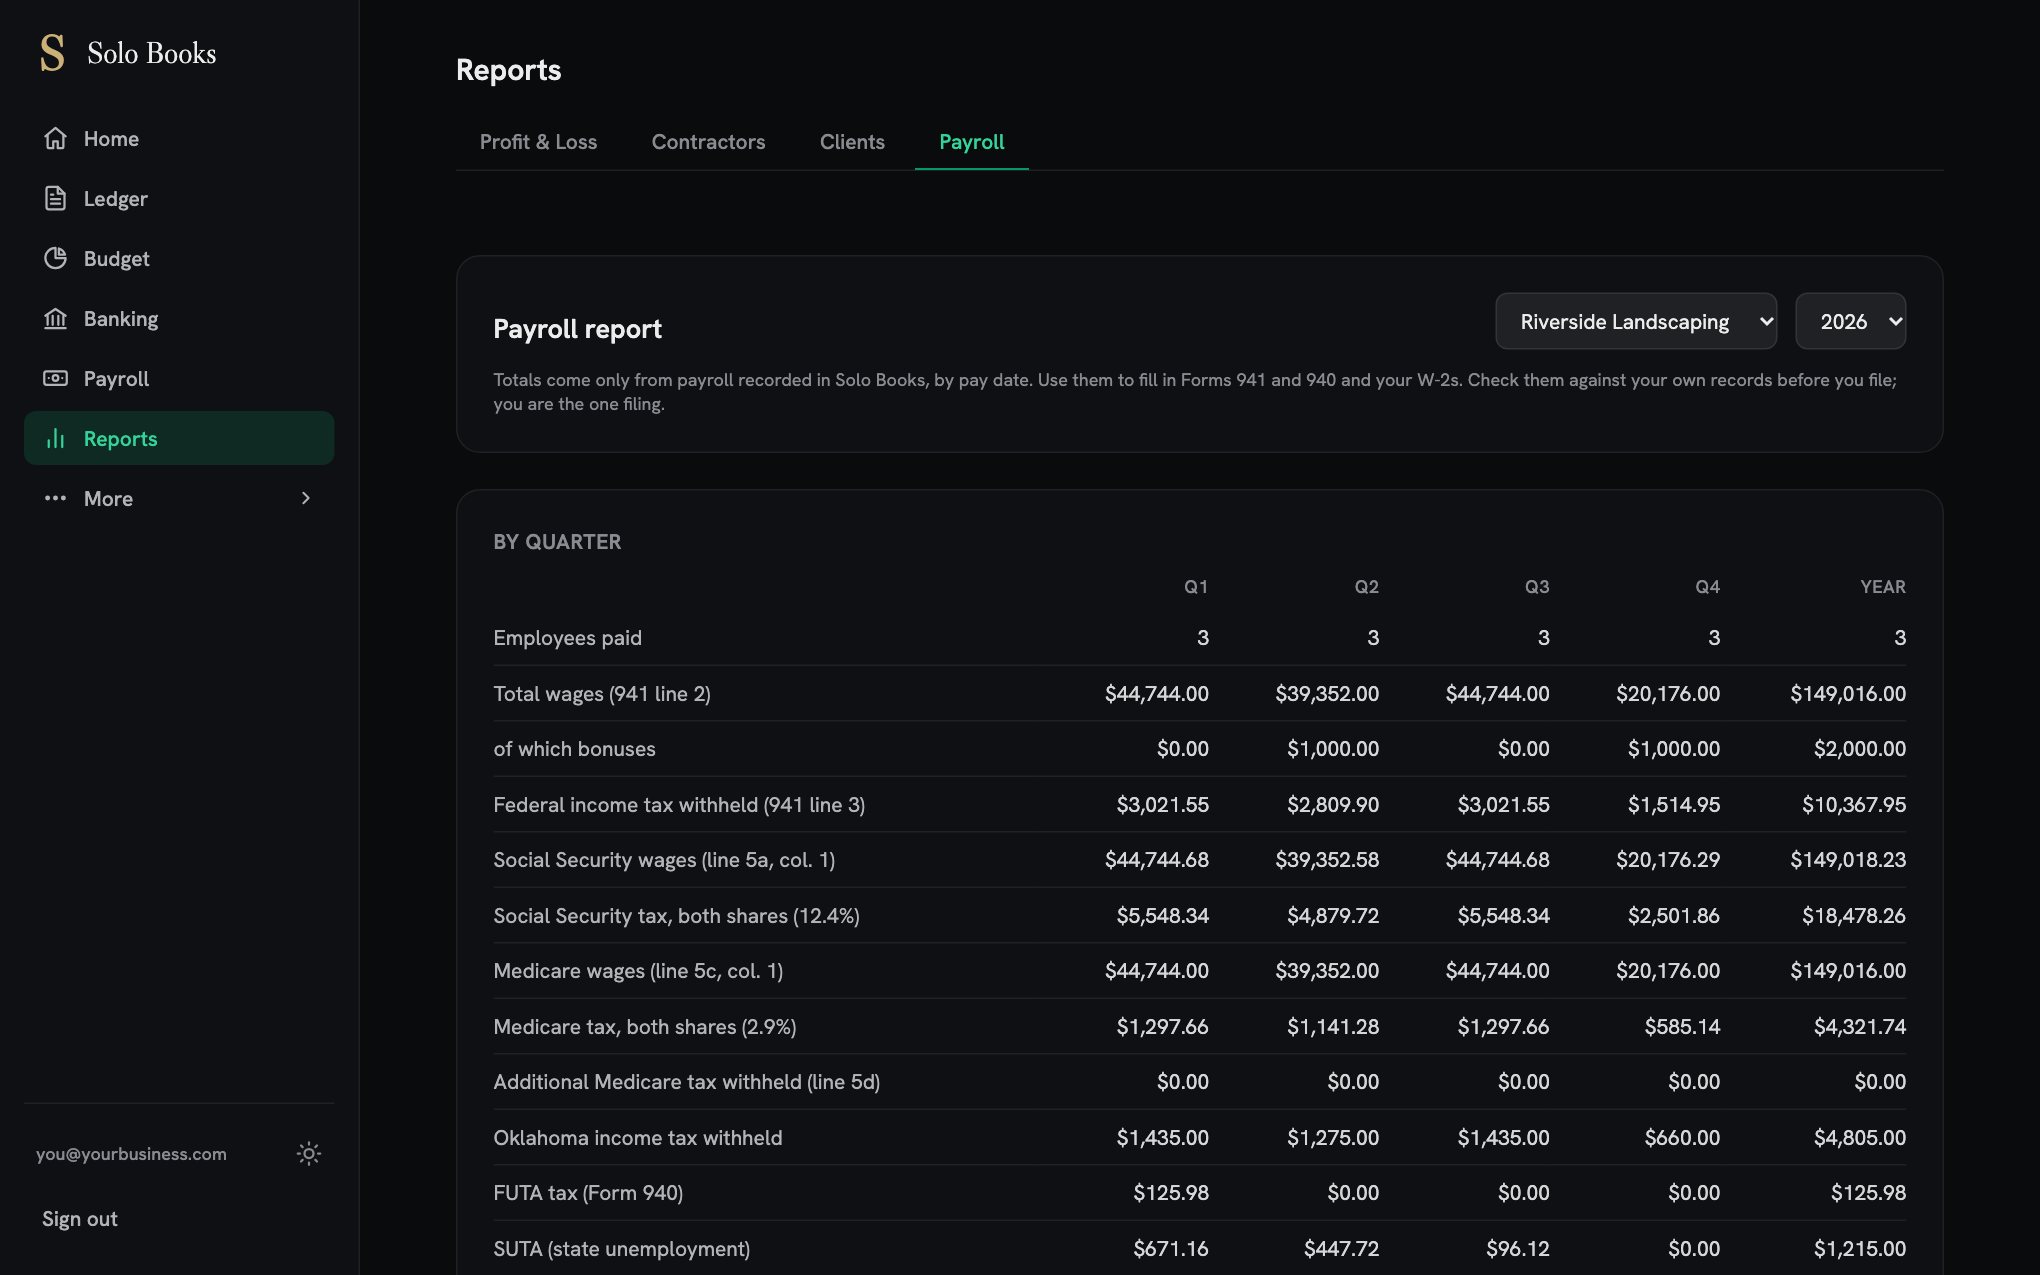 S Solo Books
Home
Ledger
Budget
Banking
Payroll
Reports
More
you@yourbusiness.com
Sign out
Reports
Profit & Loss Contractors Clients Payroll
Payroll report
Riverside Landscaping 2026
Totals come only from payroll recorded in Solo Books, by pay date. Use them to fill in Forms 941 and 940 and your W-2s. Check them against your own records before you file;
you are the one filing.
BY QUARTER
Q1 Q2 Q3 Q4 YEAR
Employees paid 3 3 3 3 3
Total wages (941 line 2) $44,744.00 $39,352.00 $44,744.00 $20,176.00 $149,016.00
of which bonuses $0.00 $1,000.00 $0.00 $1,000.00 $2,000.00
Federal income tax withheld (941 line 3) $3,021.55 $2,809.90 $3,021.55 $1,514.95 $10,367.95
Social Security wages (line 5a, col. 1) $44,744.68 $39,352.58 $44,744.68 $20,176.29 $149,018.23
Social Security tax, both shares (12.4%) $5,548.34 $4,879.72 $5,548.34 $2,501.86 $18,478.26
Medicare wages (line 5c, col. 1) $44,744.00 $39,352.00 $44,744.00 $20,176.00 $149,016.00
Medicare tax, both shares (2.9%) $1,297.66 $1,141.28 $1,297.66 $585.14 $4,321.74
Additional Medicare tax withheld (line 5d) $0.00 $0.00 $0.00 $0.00 $0.00
Oklahoma income tax withheld $1,435.00 $1,275.00 $1,435.00 $660.00 $4,805.00
FUTA tax (Form 940) $125.98 $0.00 $0.00 $0.00 $125.98
SUTA (state unemployment) $671.16 $447.72 $96.12 $0.00 $1,215.00